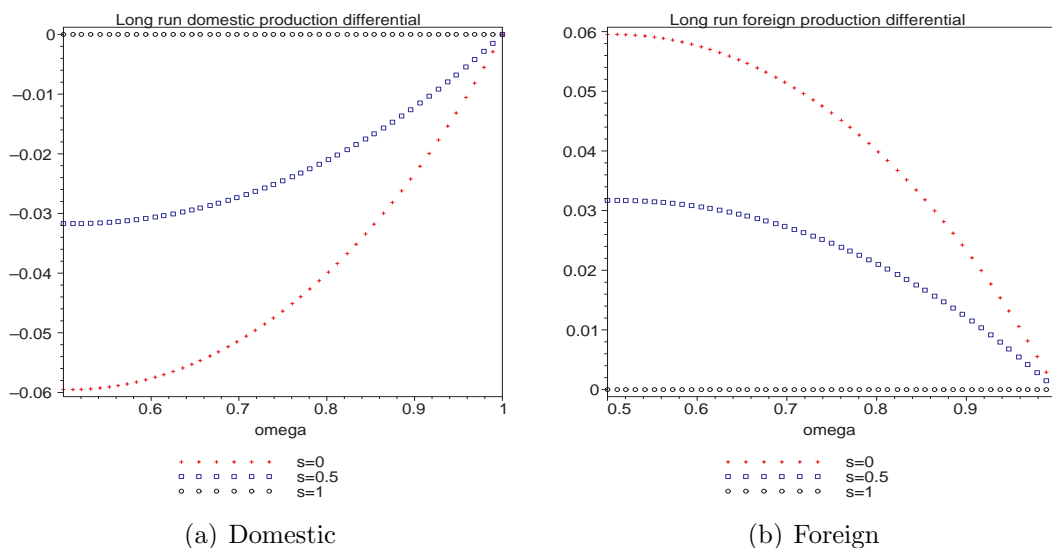 Long run domestic production differential
0
−0.01
−0.02
−0.03
−0.04
−0.05
−0.06
0.6 0.7 0.8 0.9 1
omega
s=0
s=0.5
s=1
(a) Domestic
Long run foreign production differential
0.06
0.05
0.04
0.03
0.02
0.01
0
0.5 0.6 0.7 0.8 0.9
omega
s=0
s=0.5
s=1
(b) Foreign